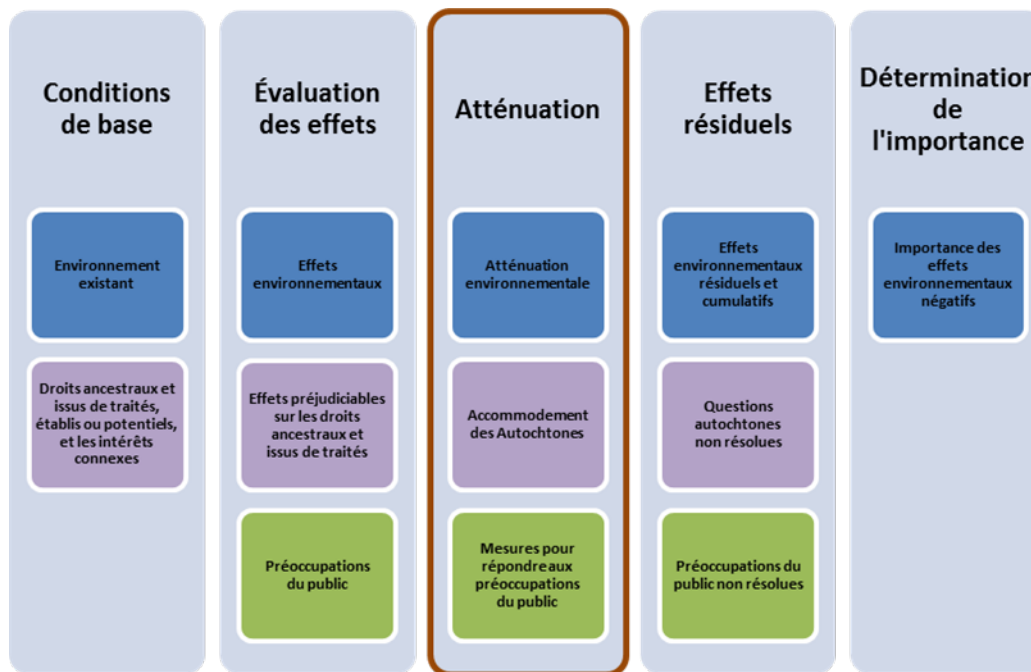 Conditions
de base
Environnement
existant
Droits ancestraux et
issus de traités,
établis ou potentiels,
et les intérêts
connexes
Évaluation
des effets
Effets
environnementaux
Effets préjudiciables
sur les droits
ancestraux et
issus de traités
Préoccupations
du public
Atténuation
Atténuation
environnementale
Accommodement
des Autochtones
Mesures pour
répondre aux
préoccupations
du public
Effets
résiduels
Effets
environnementaux
résiduels et
cumulatifs
Questions
autochtones
non résolues
Préoccupations du
public non résolues
Détermination
de
l'importance
Importance des
effets
environnementaux
négatifs